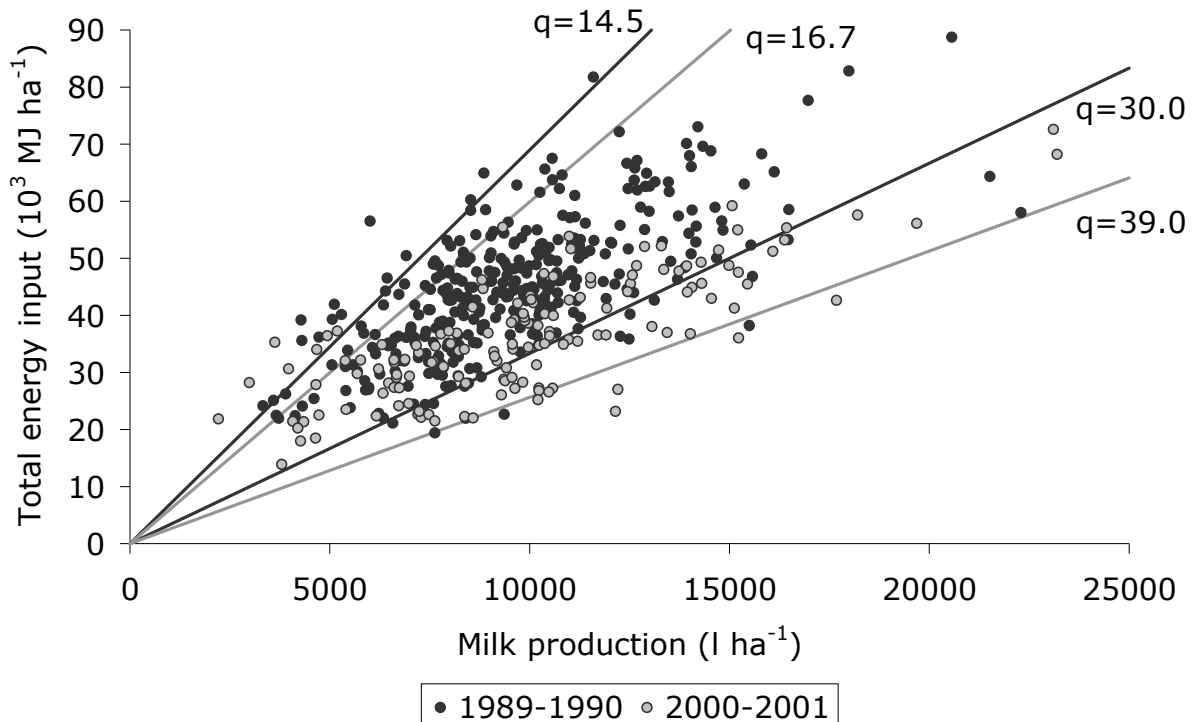 q=14.5
q=16.7
q=30.0
q=39.0
Total energy input (10³ MJ ha⁻¹)
90
80
70
60
50
40
30
20
10
0
0 5000 10000 15000 20000 25000
Milk production (l ha⁻¹)
1989-1990 2000-2001